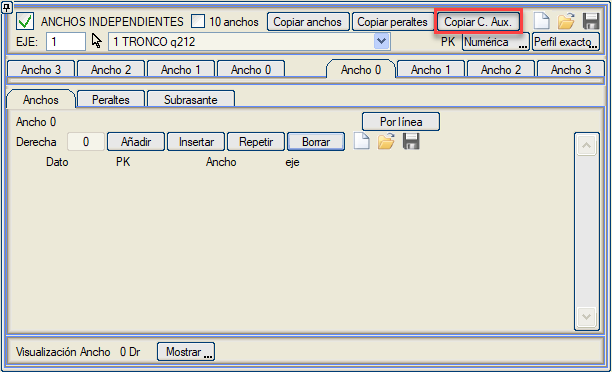 ANCHOS INDEPENDIENTES 10 anchos Copiar anchos Copiar peraltes Copiar C. Aux.
EJE: 1 1 TRONCO q212 PK Numérica ... Perfil exacto...
Ancho 3 Ancho 2 Ancho 1 Ancho 0 Ancho 0 Ancho 1 Ancho 2 Ancho 3
Anchos Peraltes Subrasante
Ancho 0 Por línea
Derecha 0 Añadir Insertar Repetir Borrar
Dato PK Ancho eje
Visualización Ancho 0 Dr Mostrar ...